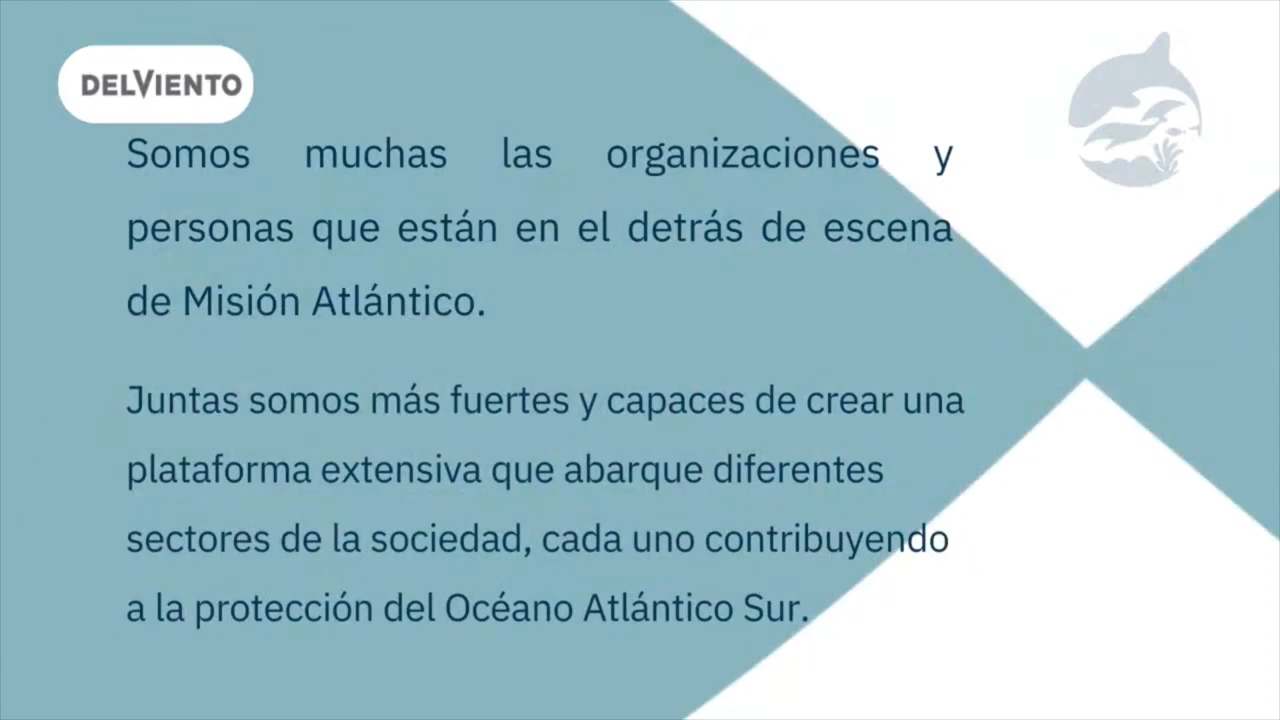 DELVIENTO
Somos muchas las organizaciones y
personas que están en el detrás de escena
de Misión Atlántico.
Juntas somos más fuertes y capaces de crear una
plataforma extensiva que abarque diferentes
sectores de la sociedad, cada uno contribuyendo
a la protección del Océano Atlántico Sur.